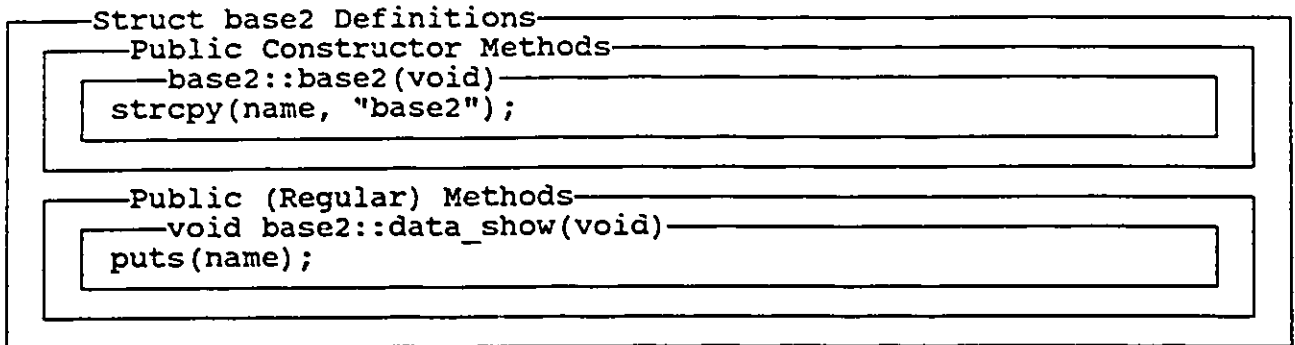 Struct base2 Definitions
Public Constructor Methods
base2::base2(void)
strcpy(name, "base2");
Public (Regular) Methods
void base2::data_show(void)
puts(name);